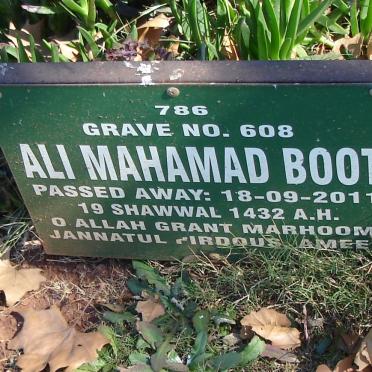 786
GRAVE NO. 608
ALI MAHAMAD BOOT
PASSED AWAY: 18-09-2011
19 SHAWWAL 1432 A.H.
O ALLAH GRANT MARHOOM
JANNATUL FIRDOUS AMEE